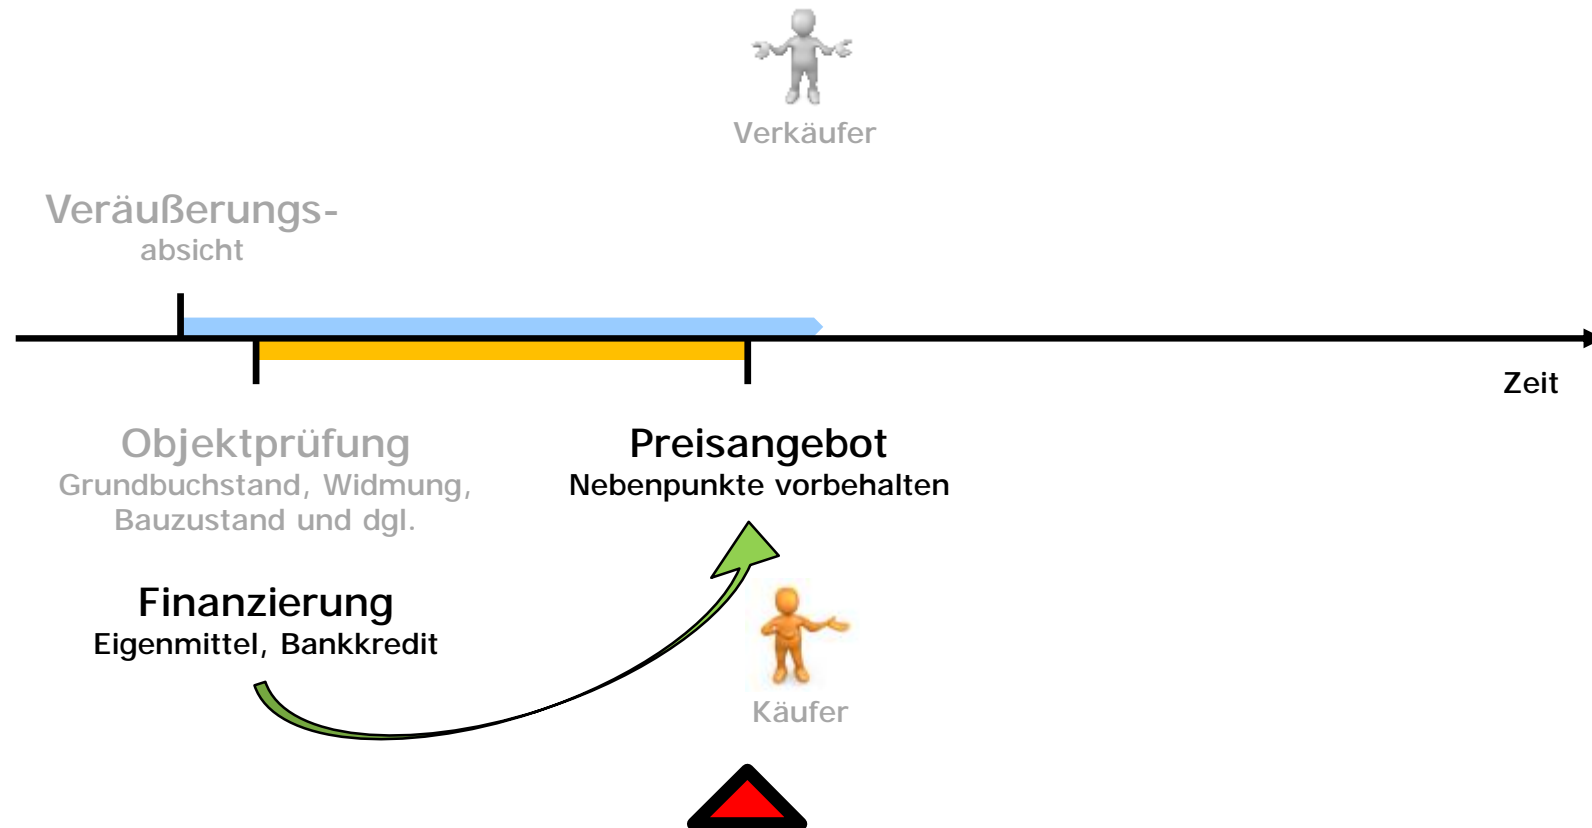 Verkäufer
Veräußerungs-
absicht
Zeit
Objektprüfung
Grundbuchstand, Widmung,
Bauzustand und dgl.
Preisangebot
Nebenpunkte vorbehalten
Finanzierung
Eigenmittel, Bankkredit
Käufer